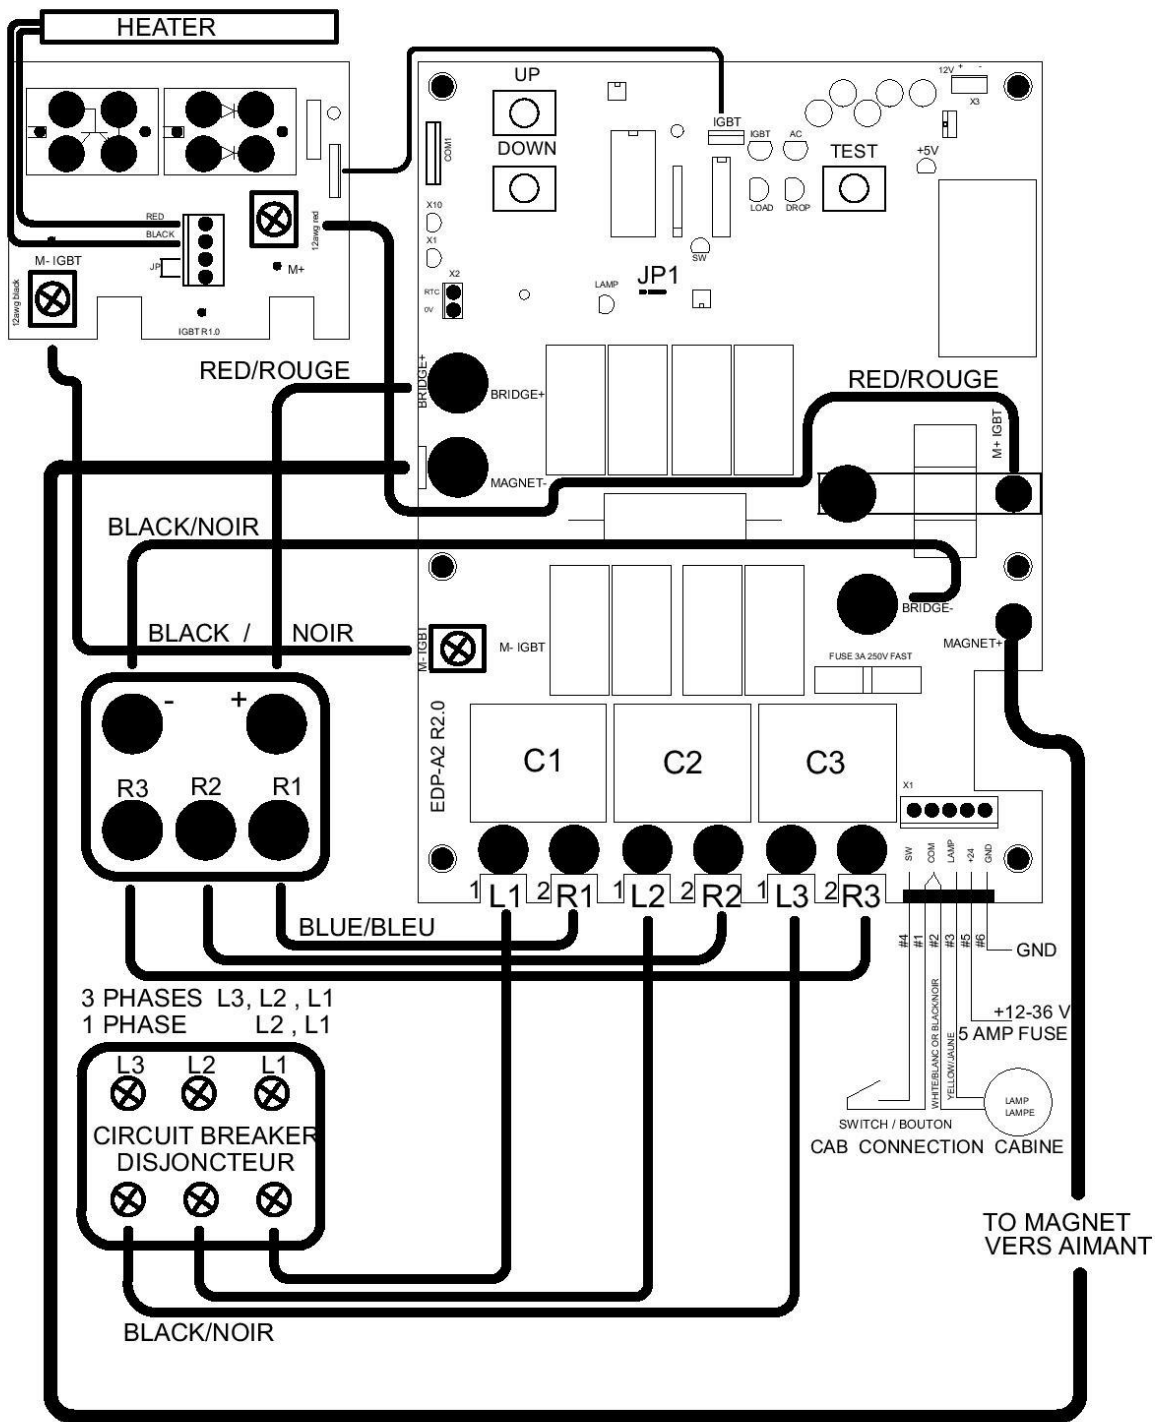 HEATER
UP
DOWN
COM1
IGBT
IGBT
AC
LOAD
DROP
TEST
12V + -
X3
+5V
X10
X1
X2
RTC
0V
SW
JP1
LAMP
RED
BLACK
JP
12awg red
M+
M- IGBT
12awg black
IGBT R1.0
RED/ROUGE
BRIDGE+
BRIDGE+
MAGNET-
RED/ROUGE
M+ IGBT
BLACK/NOIR
BRIDGE-
MAGNET+
BLACK / NOIR
M- IGBT
M- IGBT
FUSE 3A 250V FAST
EDP-A2 R2.0
- +
R3 R2 R1
C1 C2 C3
X1
SW
COM
LAMP
+24
GND
1 L1 2 R1 1 L2 2 R2 1 L3 2 R3
BLUE/BLEU
#4
#1
#2
#3
#5
#6
GND
+12-36 V
5 AMP FUSE
WHITE/BLANC OR BLACK/NOIR
YELLOW/JAUNE
LAMP
LAMPE
SWITCH / BOUTON
CAB CONNECTION CABINE
3 PHASES L3, L2 , L1
1 PHASE L2 , L1
L3 L2 L1
CIRCUIT BREAKER
DISJONCTEUR
BLACK/NOIR
TO MAGNET
VERS AIMANT